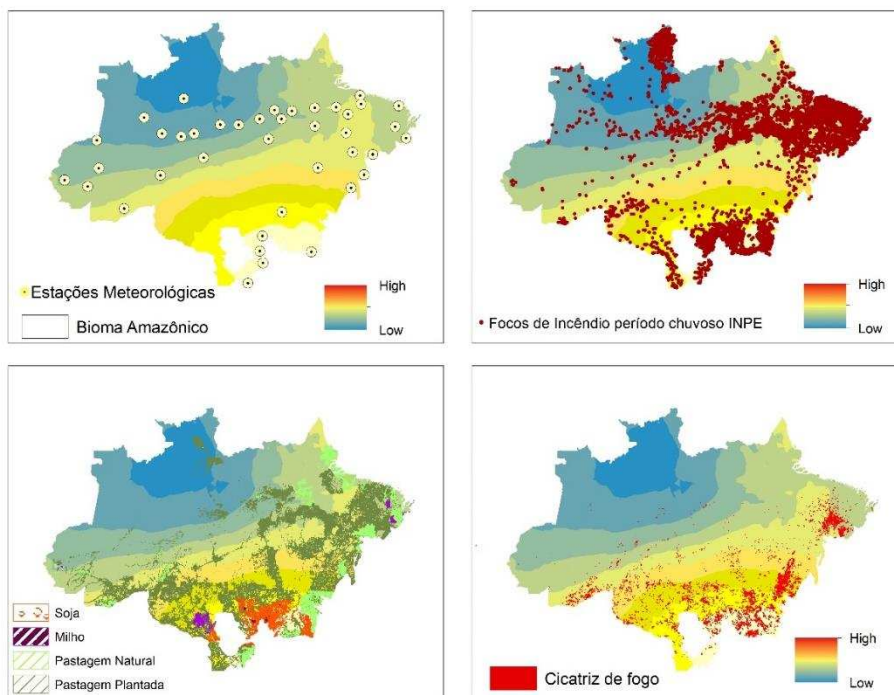 Estações Meteorológicas
Bioma Amazônico
High
Low
Focos de Incêndio período chuvoso INPE
High
Low
Soja
Milho
Pastagem Natural
Pastagem Plantada
Cicatriz de fogo
High
Low